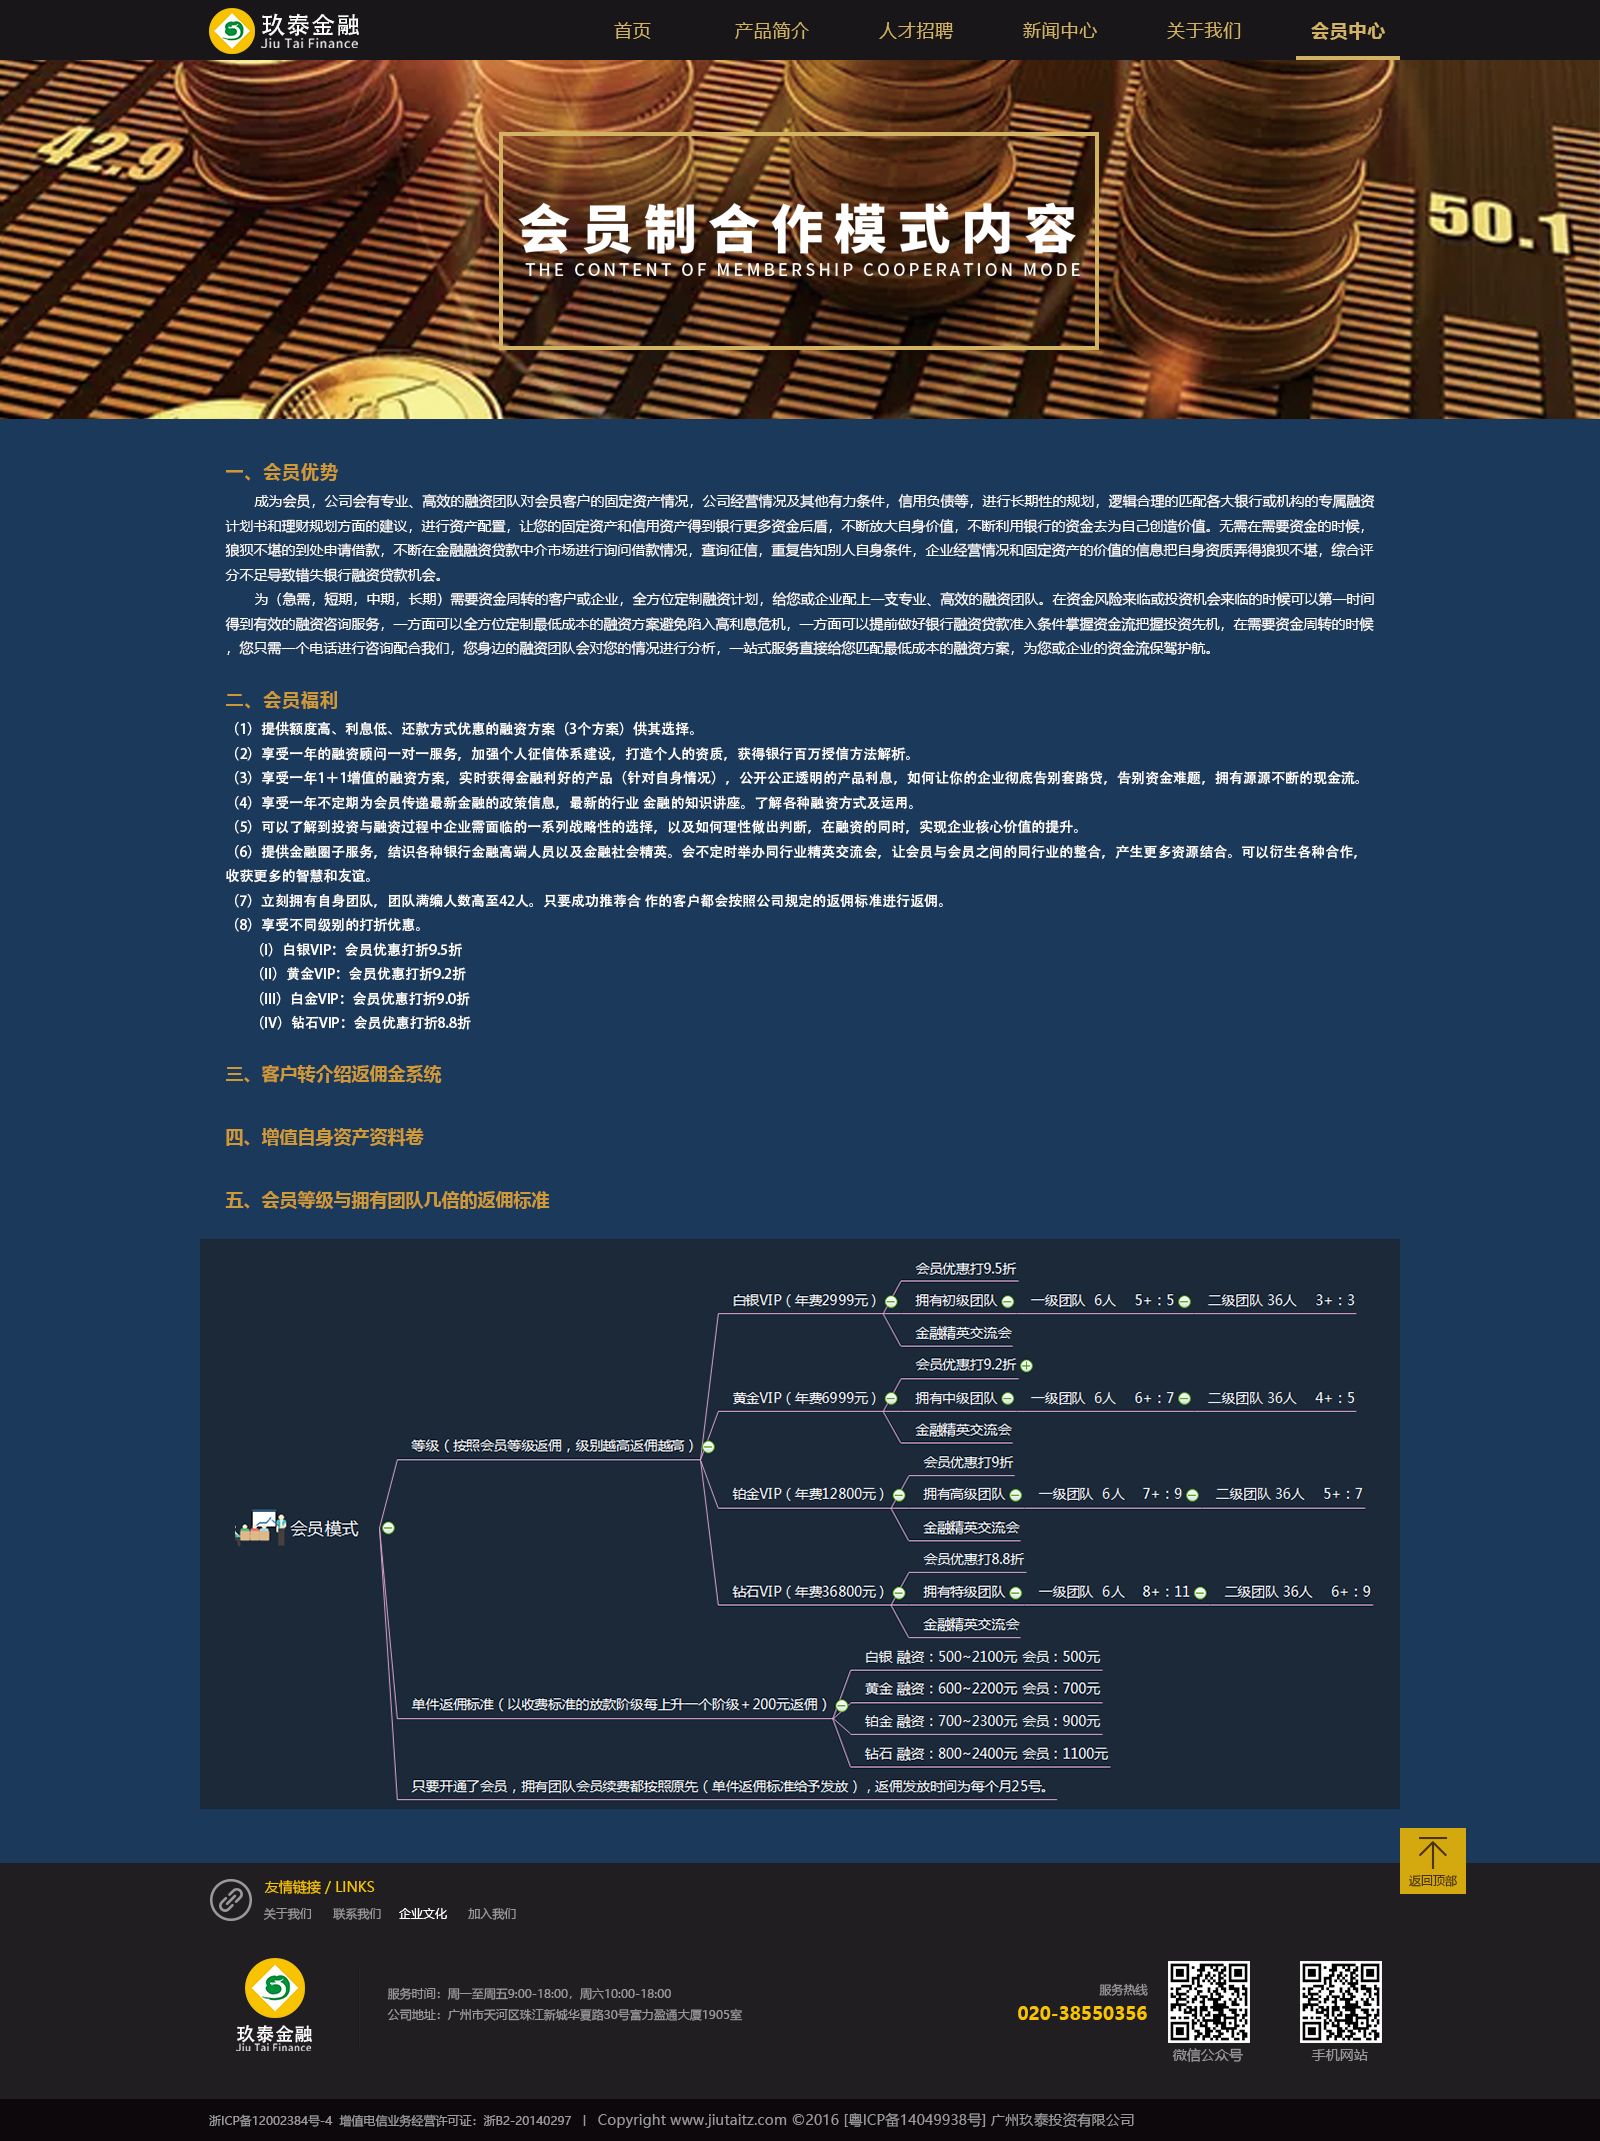 玖泰金融
Jiu Tai Finance
首页 产品简介 人才招聘 新闻中心 关于我们 会员中心
42.9
50.1
会员制合作模式内容
THE CONTENT OF MEMBERSHIP COOPERATION MODE
一、会员优势
成为会员，公司会有专业、高效的融资团队对会员客户的固定资产情况，公司经营情况及其他有力条件，信用负债等，进行长期性的规划，逻辑合理的匹配各大银行或机构的专属融资
计划书和理财规划方面的建议，进行资产配置，让您的固定资产和信用资产得到银行更多资金后盾，不断放大自身价值，不断利用银行的资金去为自己创造价值。无需在需要资金的时候，
狼狈不堪的到处申请借款，不断在金融融资贷款中介市场进行询问借款情况，查询征信，重复告知别人自身条件，企业经营情况和固定资产的价值的信息把自身资质弄得狼狈不堪，综合评
分不足导致错失银行融资贷款机会。
为（急需，短期，中期，长期）需要资金周转的客户或企业，全方位定制融资计划，给您或企业配上一支专业、高效的融资团队。在资金风险来临或投资机会来临的时候可以第一时间
得到有效的融资咨询服务，一方面可以全方位定制最低成本的融资方案避免陷入高利息危机，一方面可以提前做好银行融资贷款准入条件掌握资金流把握投资先机，在需要资金周转的时候
，您只需一个电话进行咨询配合我们，您身边的融资团队会对您的情况进行分析，一站式服务直接给您匹配最低成本的融资方案，为您或企业的资金流保驾护航。
二、会员福利
（1）提供额度高、利息低、还款方式优惠的融资方案（3个方案）供其选择。
（2）享受一年的融资顾问一对一服务，加强个人征信体系建设，打造个人的资质，获得银行百万授信方法解析。
（3）享受一年1＋1增值的融资方案，实时获得金融利好的产品（针对自身情况），公开公正透明的产品利息，如何让你的企业彻底告别套路贷，告别资金难题，拥有源源不断的现金流。
（4）享受一年不定期为会员传递最新金融的政策信息，最新的行业 金融的知识讲座。了解各种融资方式及运用。
（5）可以了解到投资与融资过程中企业需面临的一系列战略性的选择，以及如何理性做出判断，在融资的同时，实现企业核心价值的提升。
（6）提供金融圈子服务，结识各种银行金融高端人员以及金融社会精英。会不定时举办同行业精英交流会，让会员与会员之间的同行业的整合，产生更多资源结合。可以衍生各种合作，
收获更多的智慧和友谊。
（7）立刻拥有自身团队，团队满编人数高至42人。只要成功推荐合 作的客户都会按照公司规定的返佣标准进行返佣。
（8）享受不同级别的打折优惠。
（I）白银VIP：会员优惠打折9.5折
（II）黄金VIP：会员优惠打折9.2折
（III）白金VIP：会员优惠打折9.0折
（IV）钻石VIP：会员优惠打折8.8折
三、客户转介绍返佣金系统
四、增值自身资产资料卷
五、会员等级与拥有团队几倍的返佣标准
会员优惠打9.5折
白银VIP（年费2999元） 拥有初级团队 一级团队 6人 5+：5 二级团队 36人 3+：3
金融精英交流会
会员优惠打9.2折
黄金VIP（年费6999元） 拥有中级团队 一级团队 6人 6+：7 二级团队 36人 4+：5
金融精英交流会
等级（按照会员等级返佣，级别越高返佣越高）
会员优惠打9折
铂金VIP（年费12800元） 拥有高级团队 一级团队 6人 7+：9 二级团队 36人 5+：7
会员模式
金融精英交流会
会员优惠打8.8折
钻石VIP（年费36800元） 拥有特级团队 一级团队 6人 8+：11 二级团队 36人 6+：9
金融精英交流会
白银 融资：500~2100元 会员：500元
黄金 融资：600~2200元 会员：700元
单件返佣标准（以收费标准的放款阶级每上升一个阶级＋200元返佣）
铂金 融资：700~2300元 会员：900元
钻石 融资：800~2400元 会员：1100元
只要开通了会员，拥有团队会员续费都按照原先（单件返佣标准给予发放），返佣发放时间为每个月25号。
返回顶部
友情链接 / LINKS
关于我们 联系我们 企业文化 加入我们
玖泰金融
Jiu Tai Finance
服务时间：周一至周五9:00-18:00，周六10:00-18:00
公司地址：广州市天河区珠江新城华夏路30号富力盈通大厦1905室
服务热线
020-38550356
微信公众号 手机网站
浙ICP备12002384号-4 增值电信业务经营许可证：浙B2-20140297 | Copyright www.jiutaitz.com ©2016 [粤ICP备14049938号] 广州玖泰投资有限公司